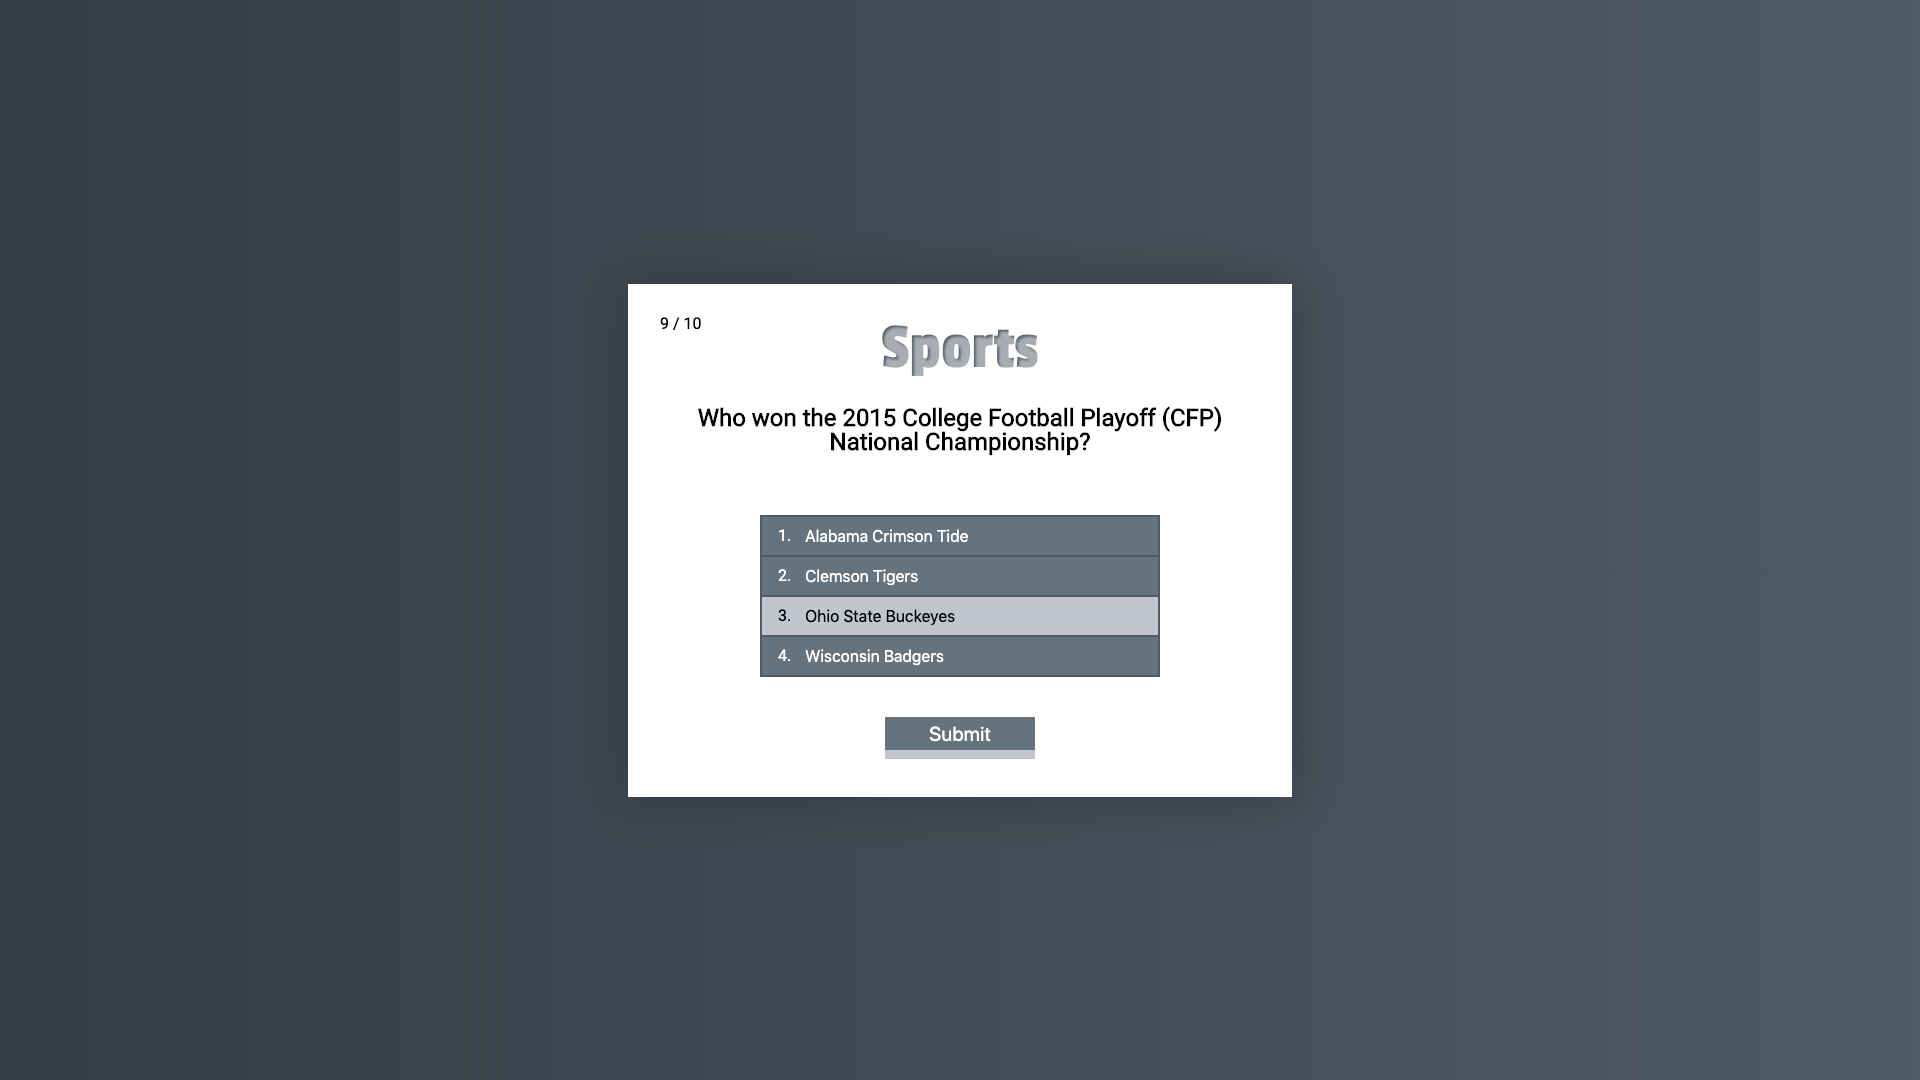 9 / 10
Sports
Who won the 2015 College Football Playoff (CFP)
National Championship?
1. Alabama Crimson Tide
2. Clemson Tigers
3. Ohio State Buckeyes
4. Wisconsin Badgers
Submit